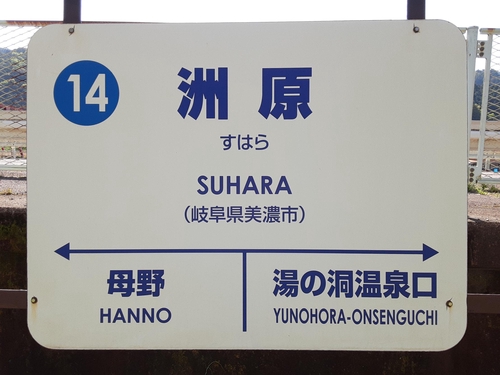 14
洲原
すはら
SUHARA
(岐阜県美濃市)
母野
HANNO
湯の洞温泉口
YUNOHORA-ONSENGUCHI